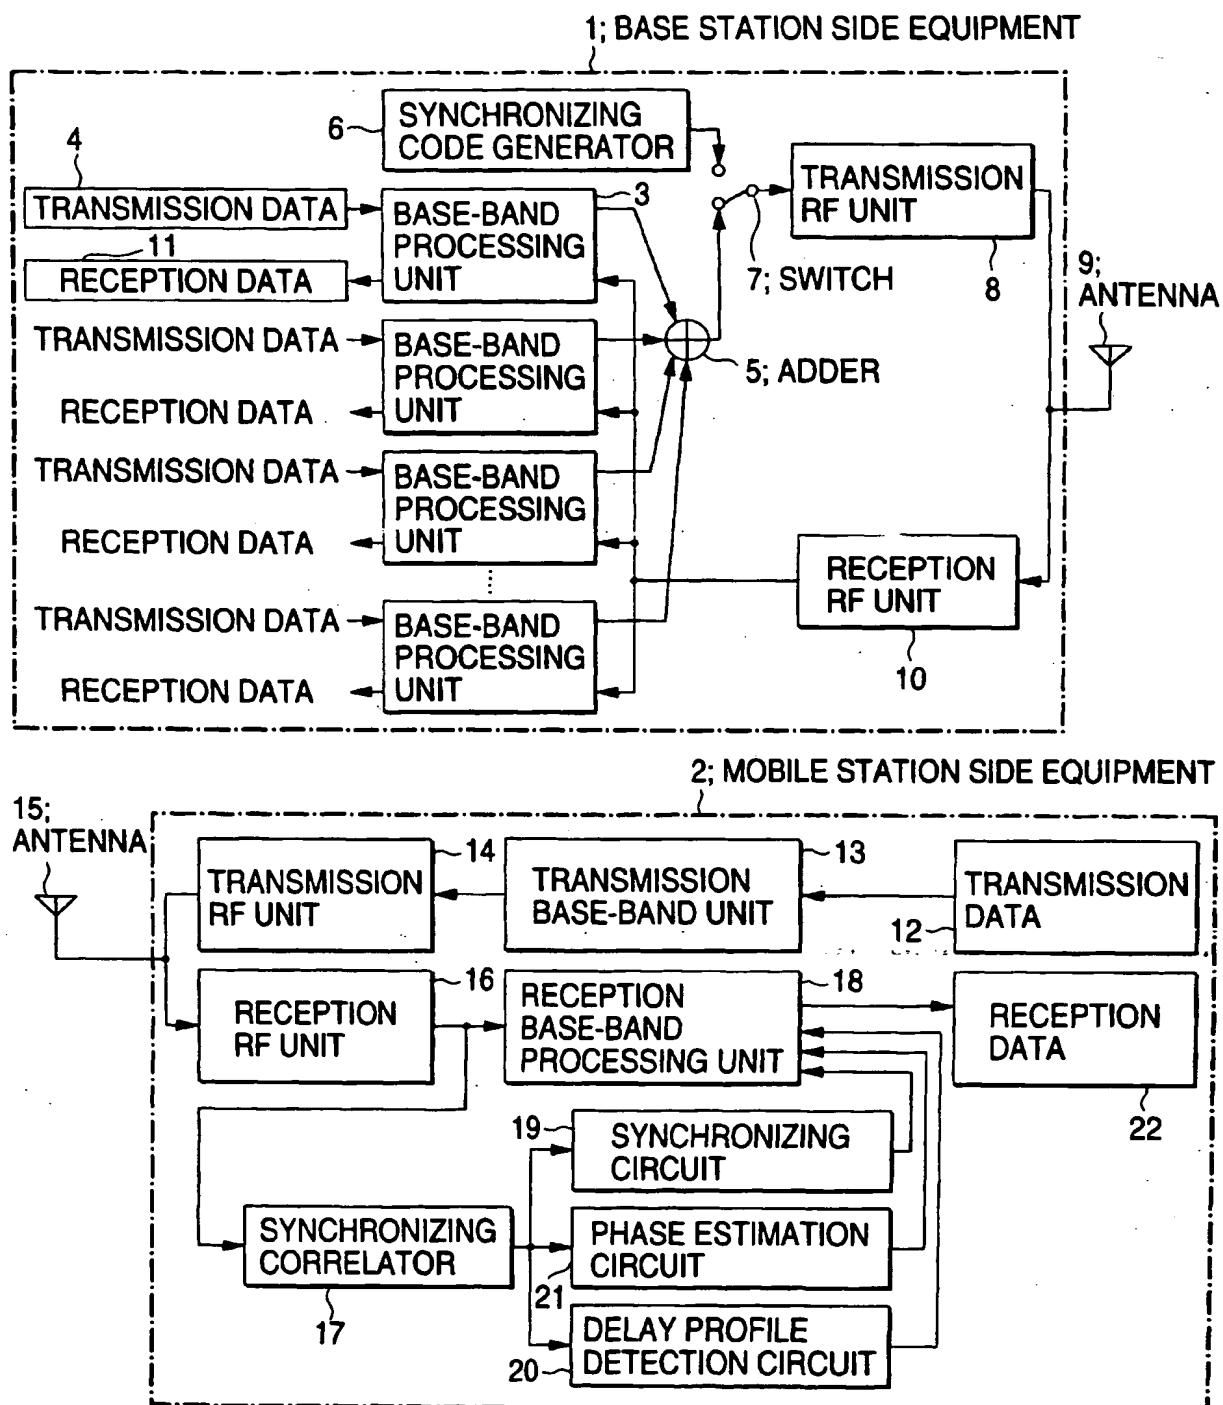 1; BASE STATION SIDE EQUIPMENT
6
SYNCHRONIZING
CODE GENERATOR
4
TRANSMISSION DATA
3
BASE-BAND
PROCESSING
UNIT
11
RECEPTION DATA
TRANSMISSION
RF UNIT
8
7; SWITCH
9;
ANTENNA
TRANSMISSION DATA
BASE-BAND
PROCESSING
UNIT
RECEPTION DATA
5; ADDER
TRANSMISSION DATA
BASE-BAND
PROCESSING
UNIT
RECEPTION DATA
RECEPTION
RF UNIT
10
TRANSMISSION DATA
BASE-BAND
PROCESSING
UNIT
RECEPTION DATA
2; MOBILE STATION SIDE EQUIPMENT
15;
ANTENNA
14
TRANSMISSION
RF UNIT
13
TRANSMISSION
BASE-BAND UNIT
12
TRANSMISSION
DATA
16
RECEPTION
RF UNIT
18
RECEPTION
BASE-BAND
PROCESSING UNIT
RECEPTION
DATA
22
19
SYNCHRONIZING
CIRCUIT
SYNCHRONIZING
CORRELATOR
17
PHASE ESTIMATION
CIRCUIT
21
DELAY PROFILE
DETECTION CIRCUIT
20